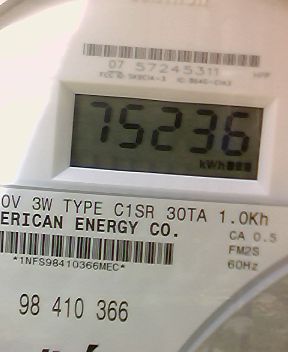 07 57245311
75236
kWh
0V 3W TYPE C1SR 30TA 1.0Kh
ERICAN ENERGY CO.
CA 0.5
FM2S
60Hz
*1NFS98410366MEC*
98 410 366